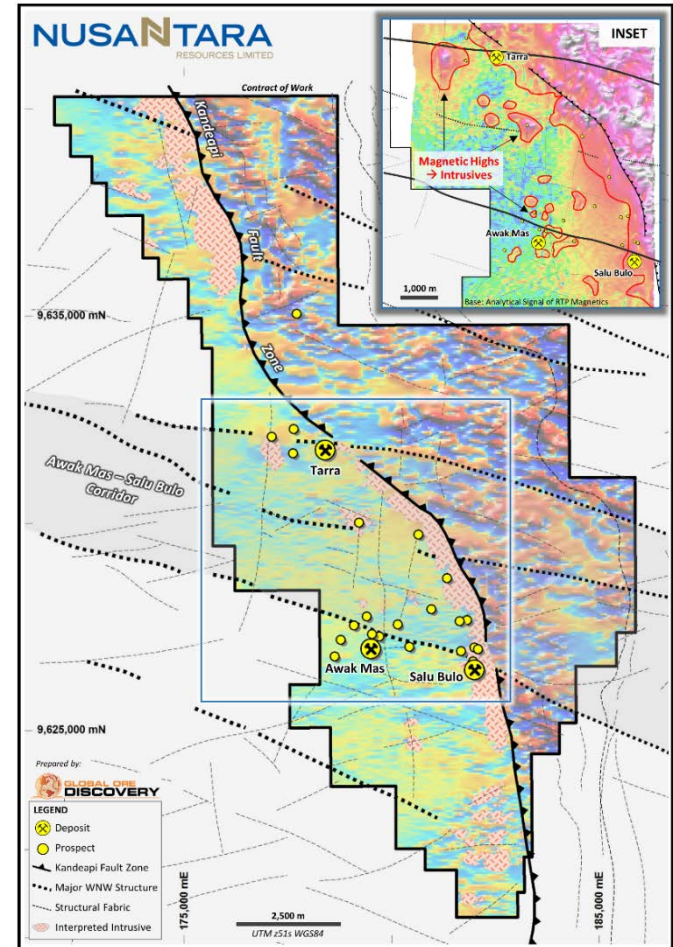 NUSANTARA
RESOURCES LIMITED
INSET
Tarra
Magnetic Highs
→ Intrusives
Awak Mas
Salu Bulo
1,000 m
Base: Analytical Signal of RTP Magnetics
Contract of Work
Kandeapi
Fault
Zone
9,635,000 mN
Tarra
Awak Mas – Salu Bulo
Corridor
Awak Mas
Salu Bulo
9,625,000 mN
Prepared by:
GLOBAL ORE
DISCOVERY
LEGEND
Deposit
Prospect
Kandeapi Fault Zone
Major WNW Structure
Structural Fabric
Interpreted Intrusive
175,000 mE
2,500 m
UTM z51s WGS84
185,000 mE